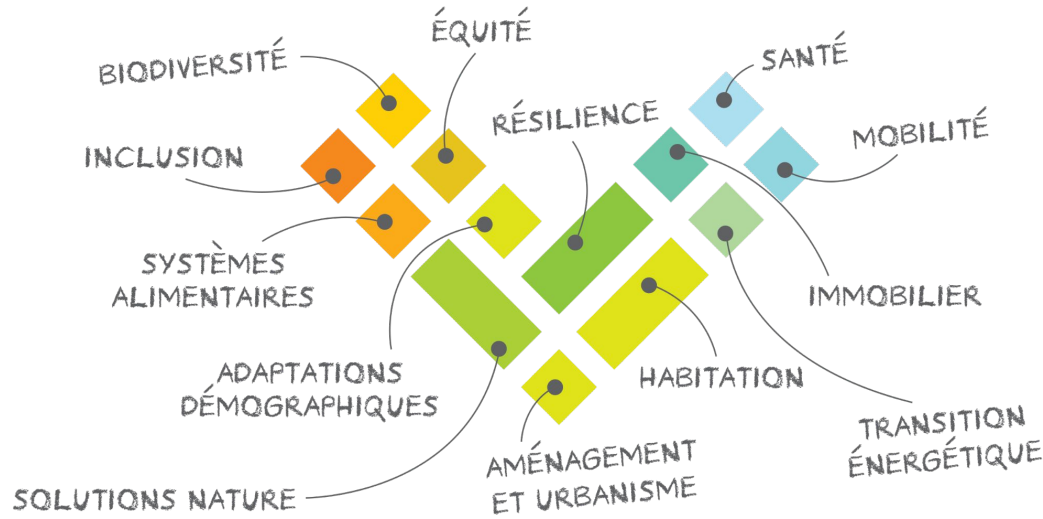 ÉQUITÉ
BIODIVERSITÉ
SANTÉ
RÉSILIENCE
MOBILITÉ
INCLUSION
SYSTÈMES
ALIMENTAIRES
IMMOBILIER
ADAPTATIONS
DÉMOGRAPHIQUES
HABITATION
TRANSITION
ÉNERGÉTIQUE
AMÉNAGEMENT
ET URBANISME
SOLUTIONS NATURE